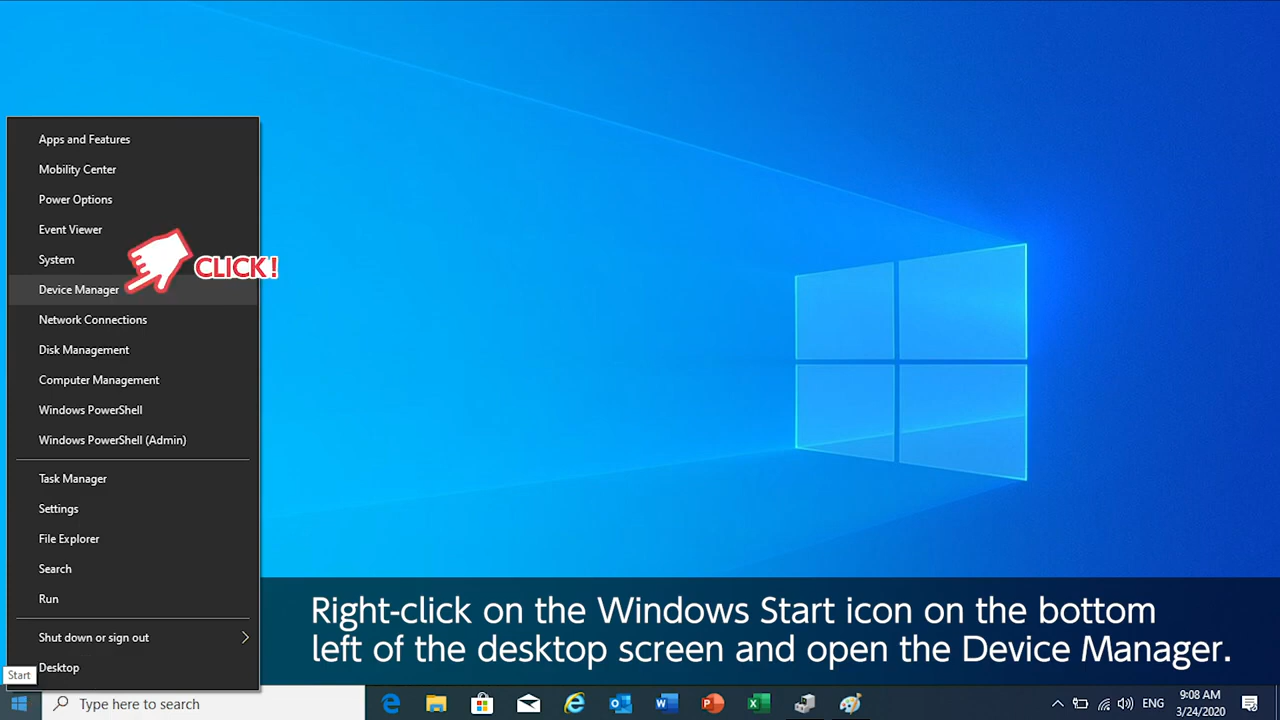 Apps and Features
Mobility Center
Power Options
Event Viewer
System
CLICK!
Device Manager
Network Connections
Disk Management
Computer Management
Windows PowerShell
Windows PowerShell (Admin)
Task Manager
Settings
File Explorer
Search
Run
Shut down or sign out
Desktop
Start
Right-click on the Windows Start icon on the bottom
left of the desktop screen and open the Device Manager.
Type here to search
ENG
9:08 AM
3/24/2020